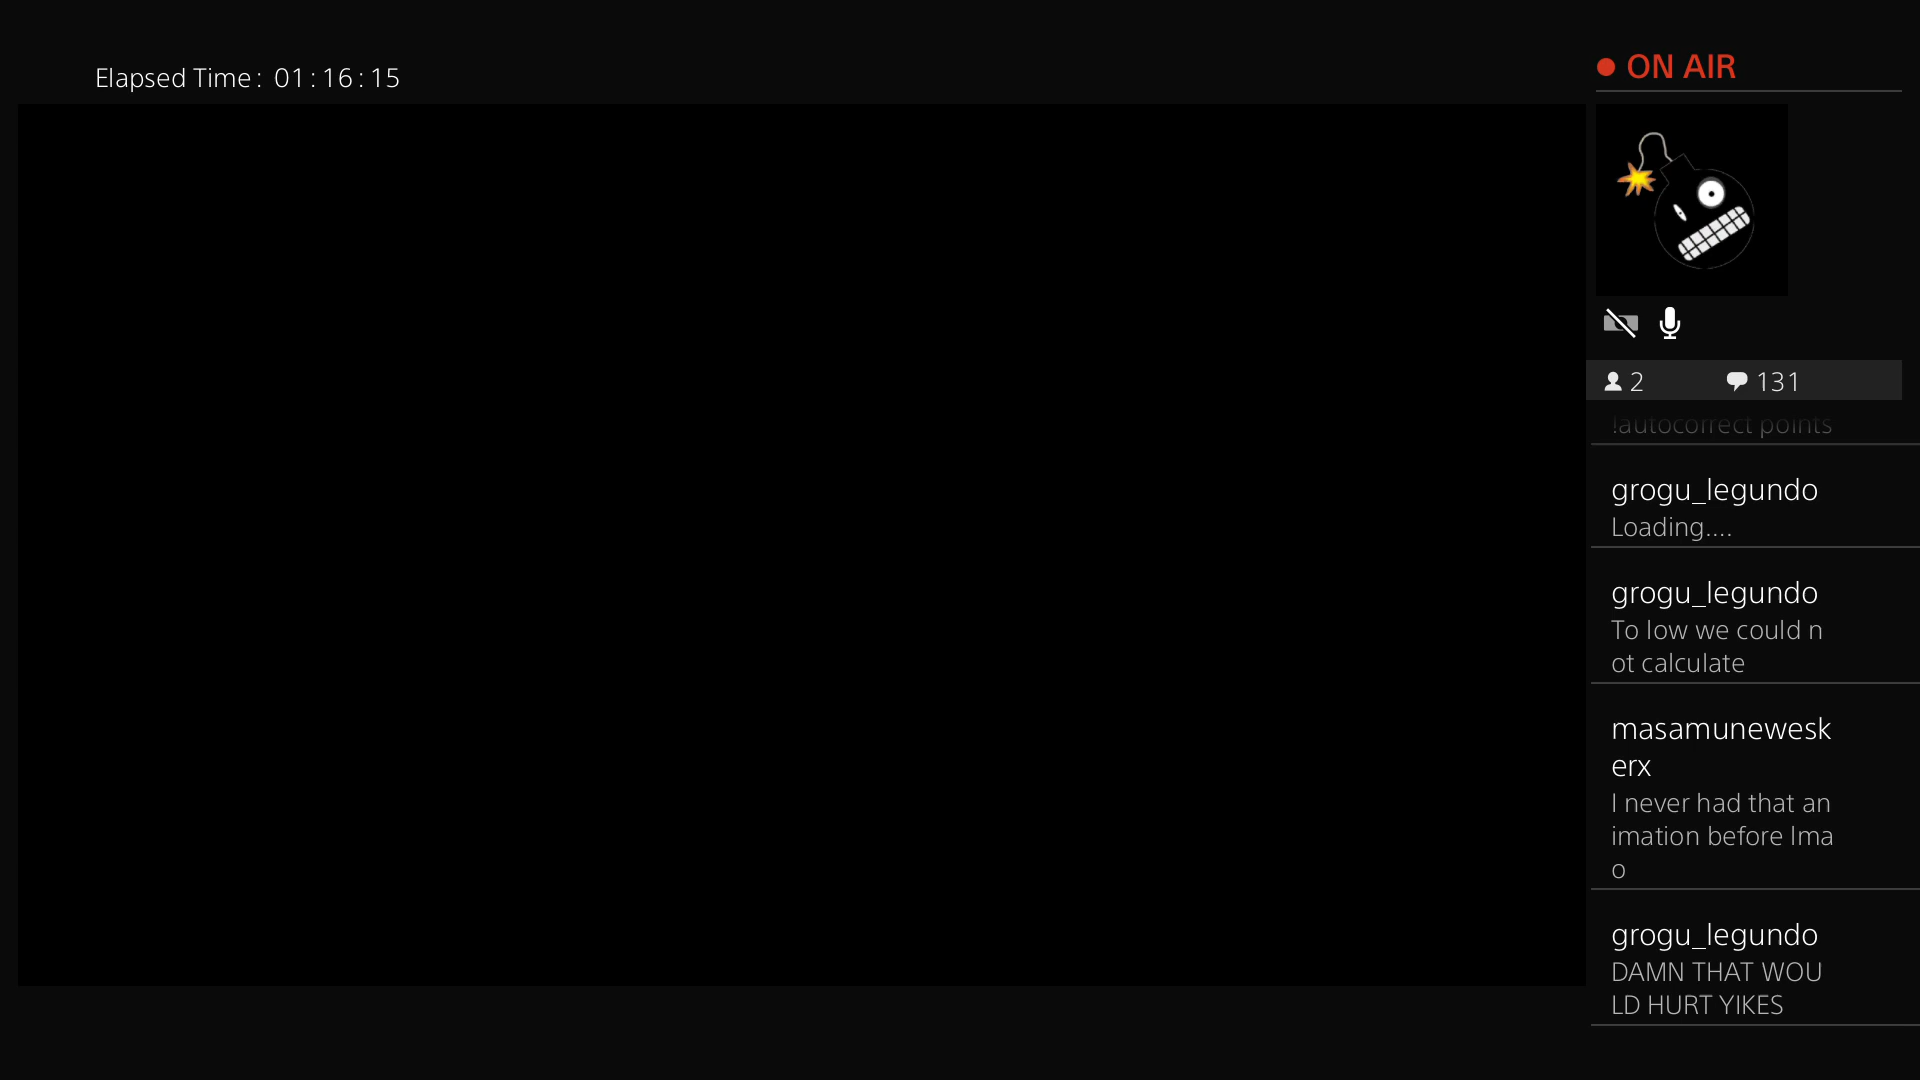 Elapsed Time: 01:16:15
ON AIR
2
131
!autocorrect points
grogu_legundo
Loading....
grogu_legundo
To low we could n
ot calculate
masamunewesk
erx
I never had that an
imation before lma
o
grogu_legundo
DAMN THAT WOU
LD HURT YIKES